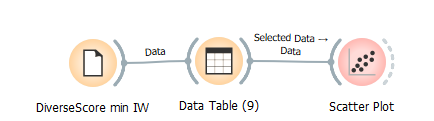 Data
Selected Data →
Data
DiverseScore min IW
Data Table (9)
Scatter Plot